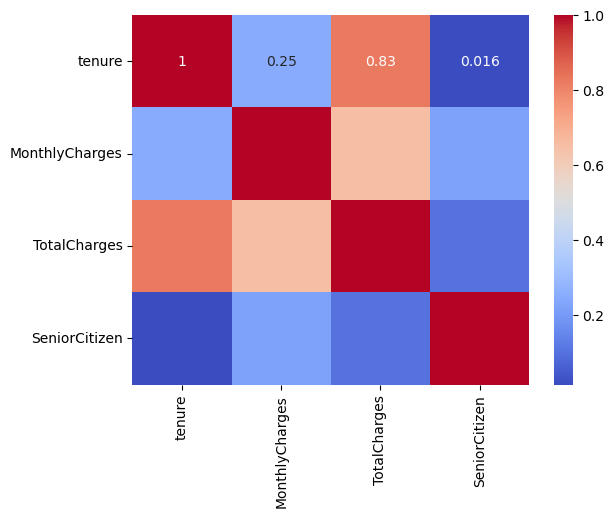 tenure 1 0.25 0.83 0.016
MonthlyCharges
TotalCharges
SeniorCitizen
tenure
MonthlyCharges
TotalCharges
SeniorCitizen
1.0
0.8
0.6
0.4
0.2